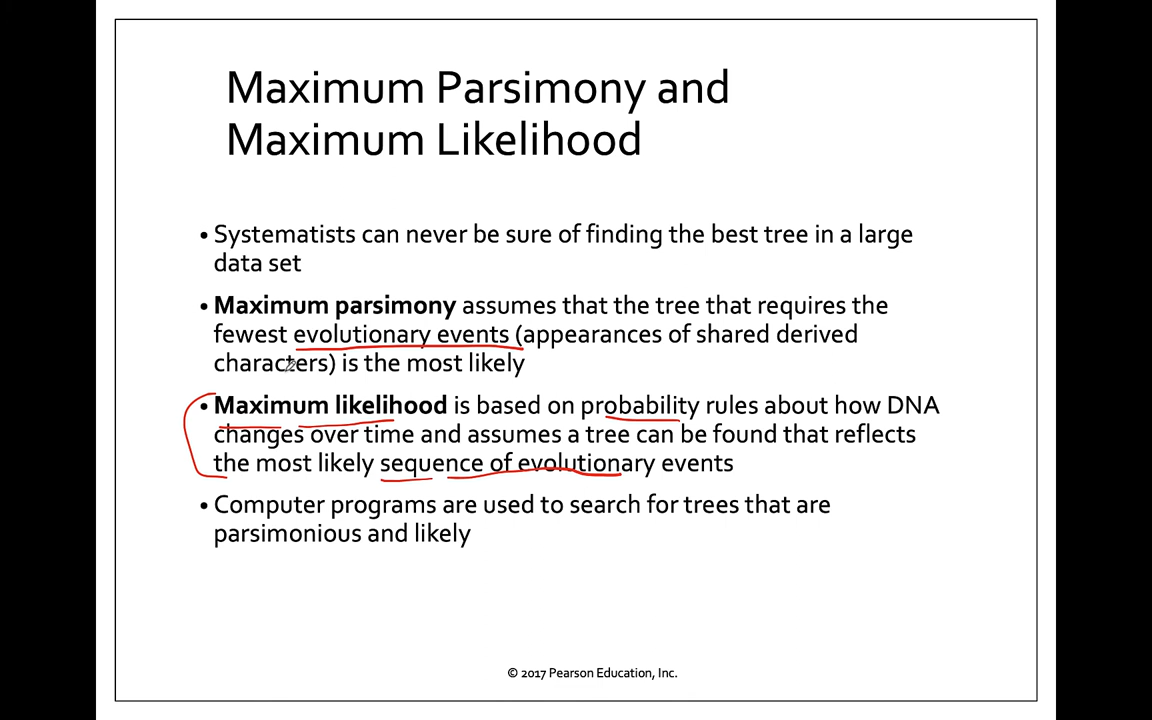 Maximum Parsimony and
Maximum Likelihood
• Systematists can never be sure of finding the best tree in a large
data set
• Maximum parsimony assumes that the tree that requires the
fewest evolutionary events (appearances of shared derived
characters) is the most likely
• Maximum likelihood is based on probability rules about how DNA
changes over time and assumes a tree can be found that reflects
the most likely sequence of evolutionary events
• Computer programs are used to search for trees that are
parsimonious and likely
© 2017 Pearson Education, Inc.